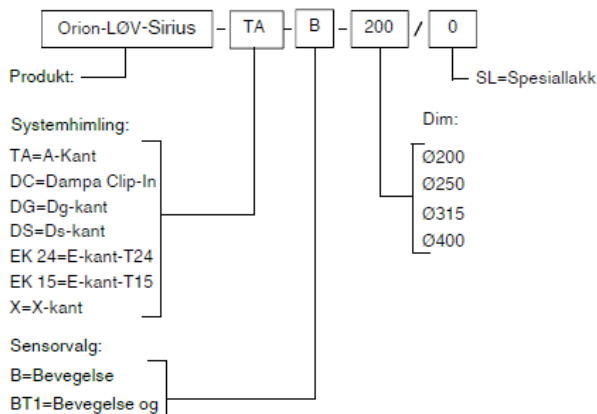 Orion-LØV-Sirius - TA - B - 200 / 0
Produkt:
SL=Spesiallakk
Systemhimling:
TA=A-Kant
DC=Dampa Clip-In
DG=Dg-kant
DS=Ds-kant
EK 24=E-kant-T24
EK 15=E-kant-T15
X=X-kant
Dim:
Ø200
Ø250
Ø315
Ø400
Sensorvalg:
B=Bevegelse
BT1=Bevegelse og